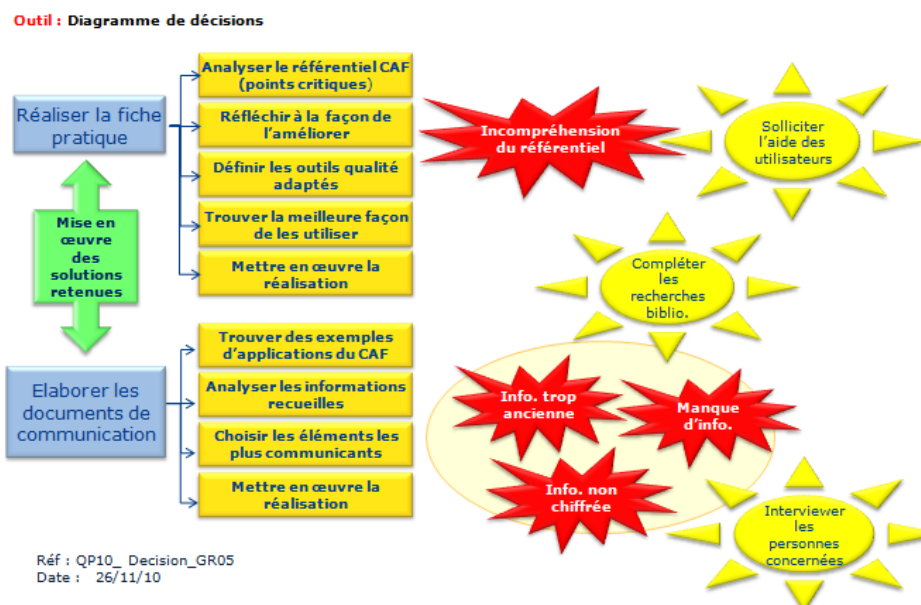 Outil : Diagramme de décisions
Analyser le référentiel CAF
(points critiques)
Réaliser la fiche
pratique
Réfléchir à la façon de
l'améliorer
Incompréhension
du référentiel
Solliciter
l'aide des
utilisateurs
Définir les outils qualité
adaptés
Mise en
œuvre
des
solutions
retenues
Trouver la meilleure façon
de les utiliser
Mettre en œuvre la
réalisation
Compléter
les
recherches
biblio.
Trouver des exemples
d'applications du CAF
Elaborer les
documents de
communication
Analyser les informations
recueillies
Info. trop
ancienne
Manque
d'info.
Choisir les éléments les
plus communicants
Mettre en œuvre la
réalisation
Info. non
chiffrée
Interviewer
les
personnes
concernées
Réf : QP10_ Decision_GR05
Date : 26/11/10